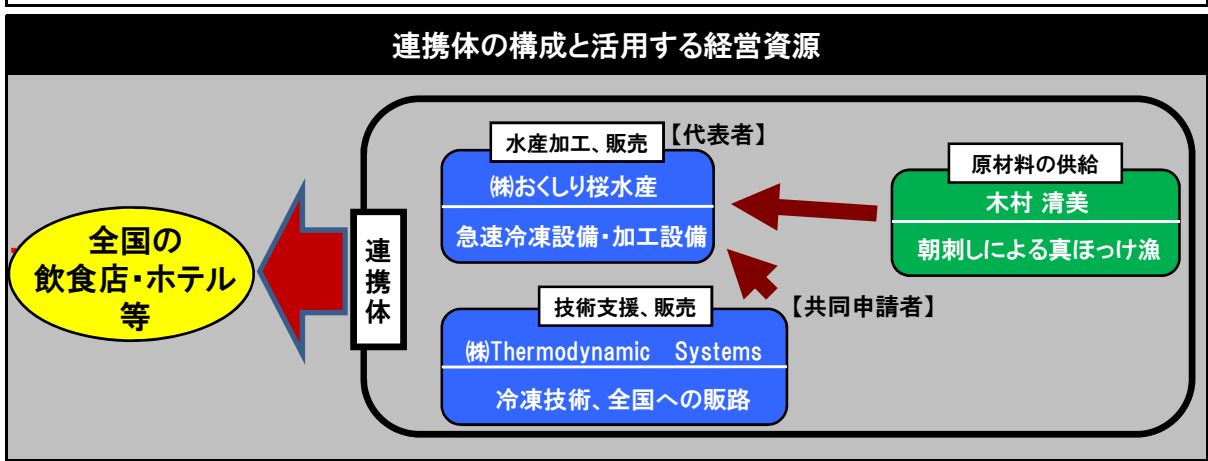 連携体の構成と活用する経営資源
水産加工、販売
【代表者】
㈱おくしり桜水産
急速冷凍設備・加工設備
原材料の供給
木村 清美
朝刺しによる真ほっけ漁
全国の
飲食店・ホテル
等
連携体
技術支援、販売
【共同申請者】
㈱Thermodynamic Systems
冷凍技術、全国への販路